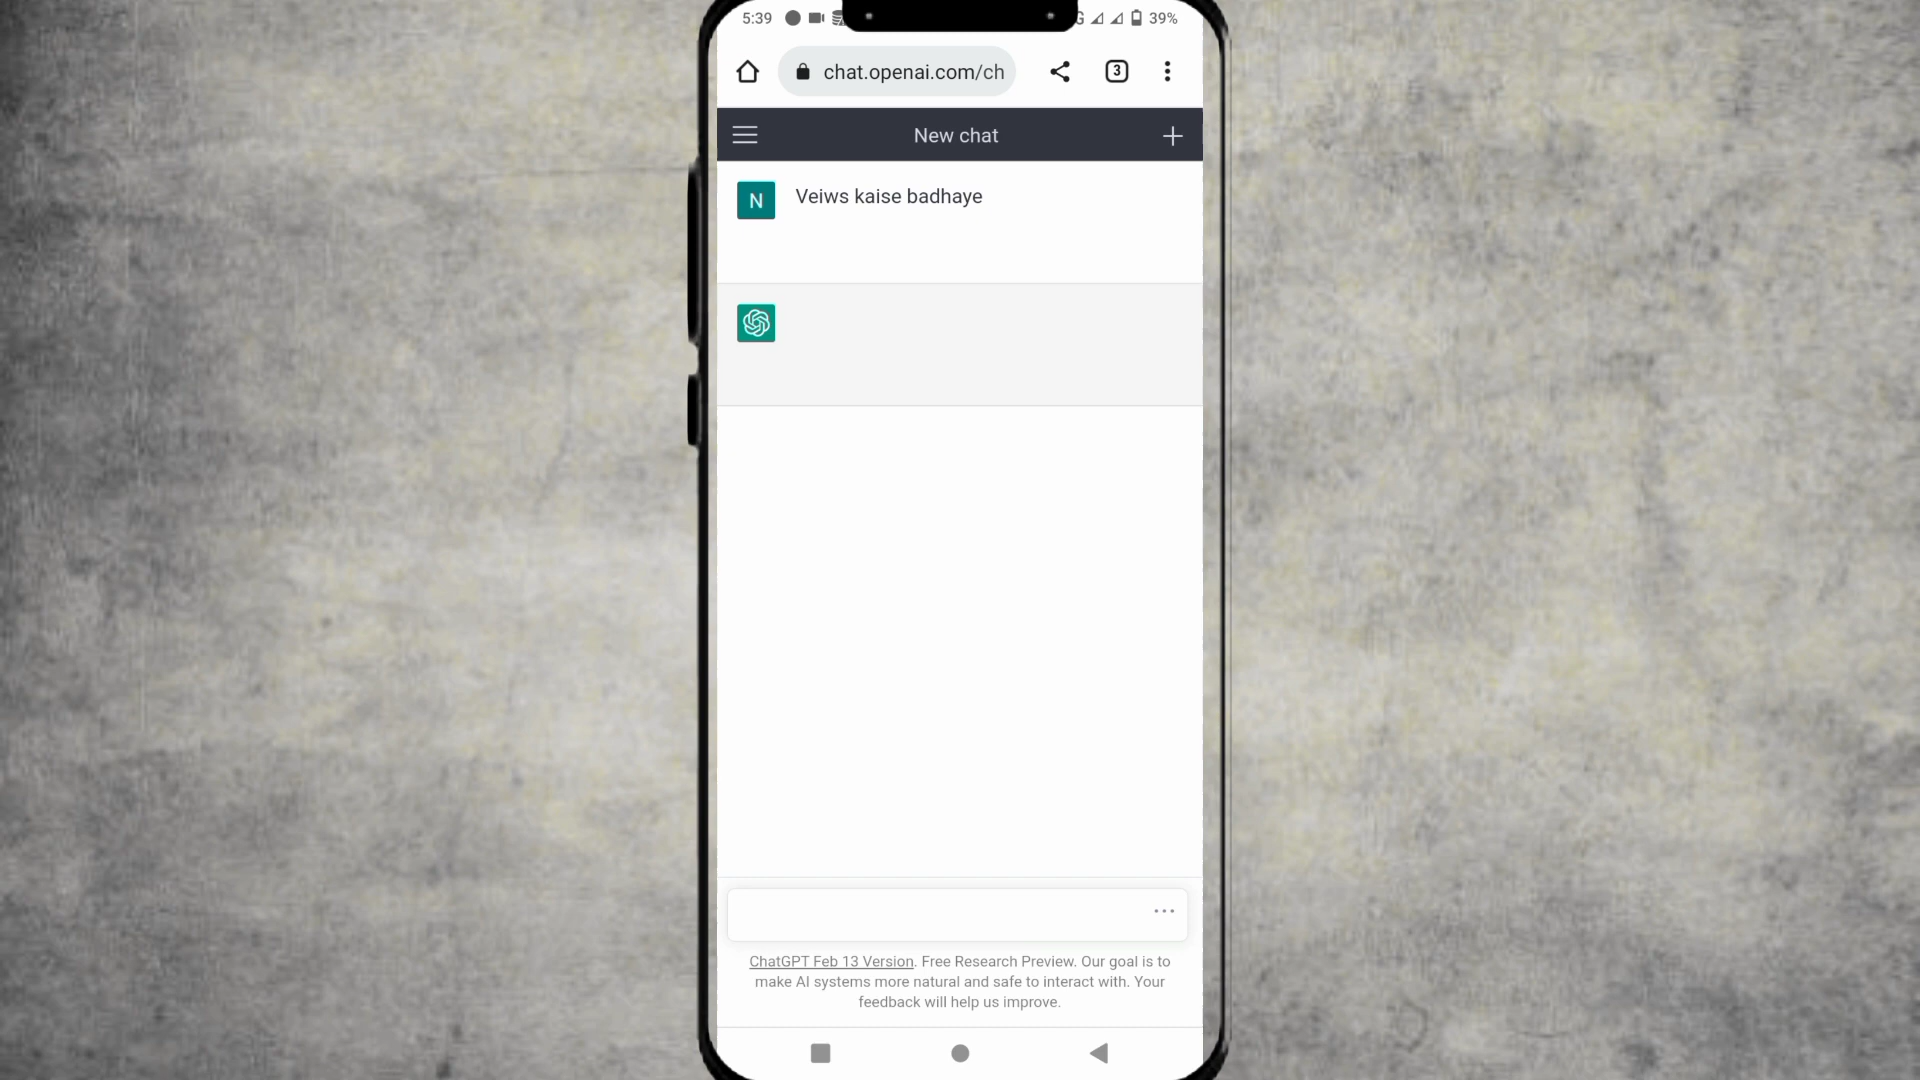 5:39
39%
chat.openai.com/ch
3
New chat
N
Veiws kaise badhaye
ChatGPT Feb 13 Version. Free Research Preview. Our goal is to
make AI systems more natural and safe to interact with. Your
feedback will help us improve.